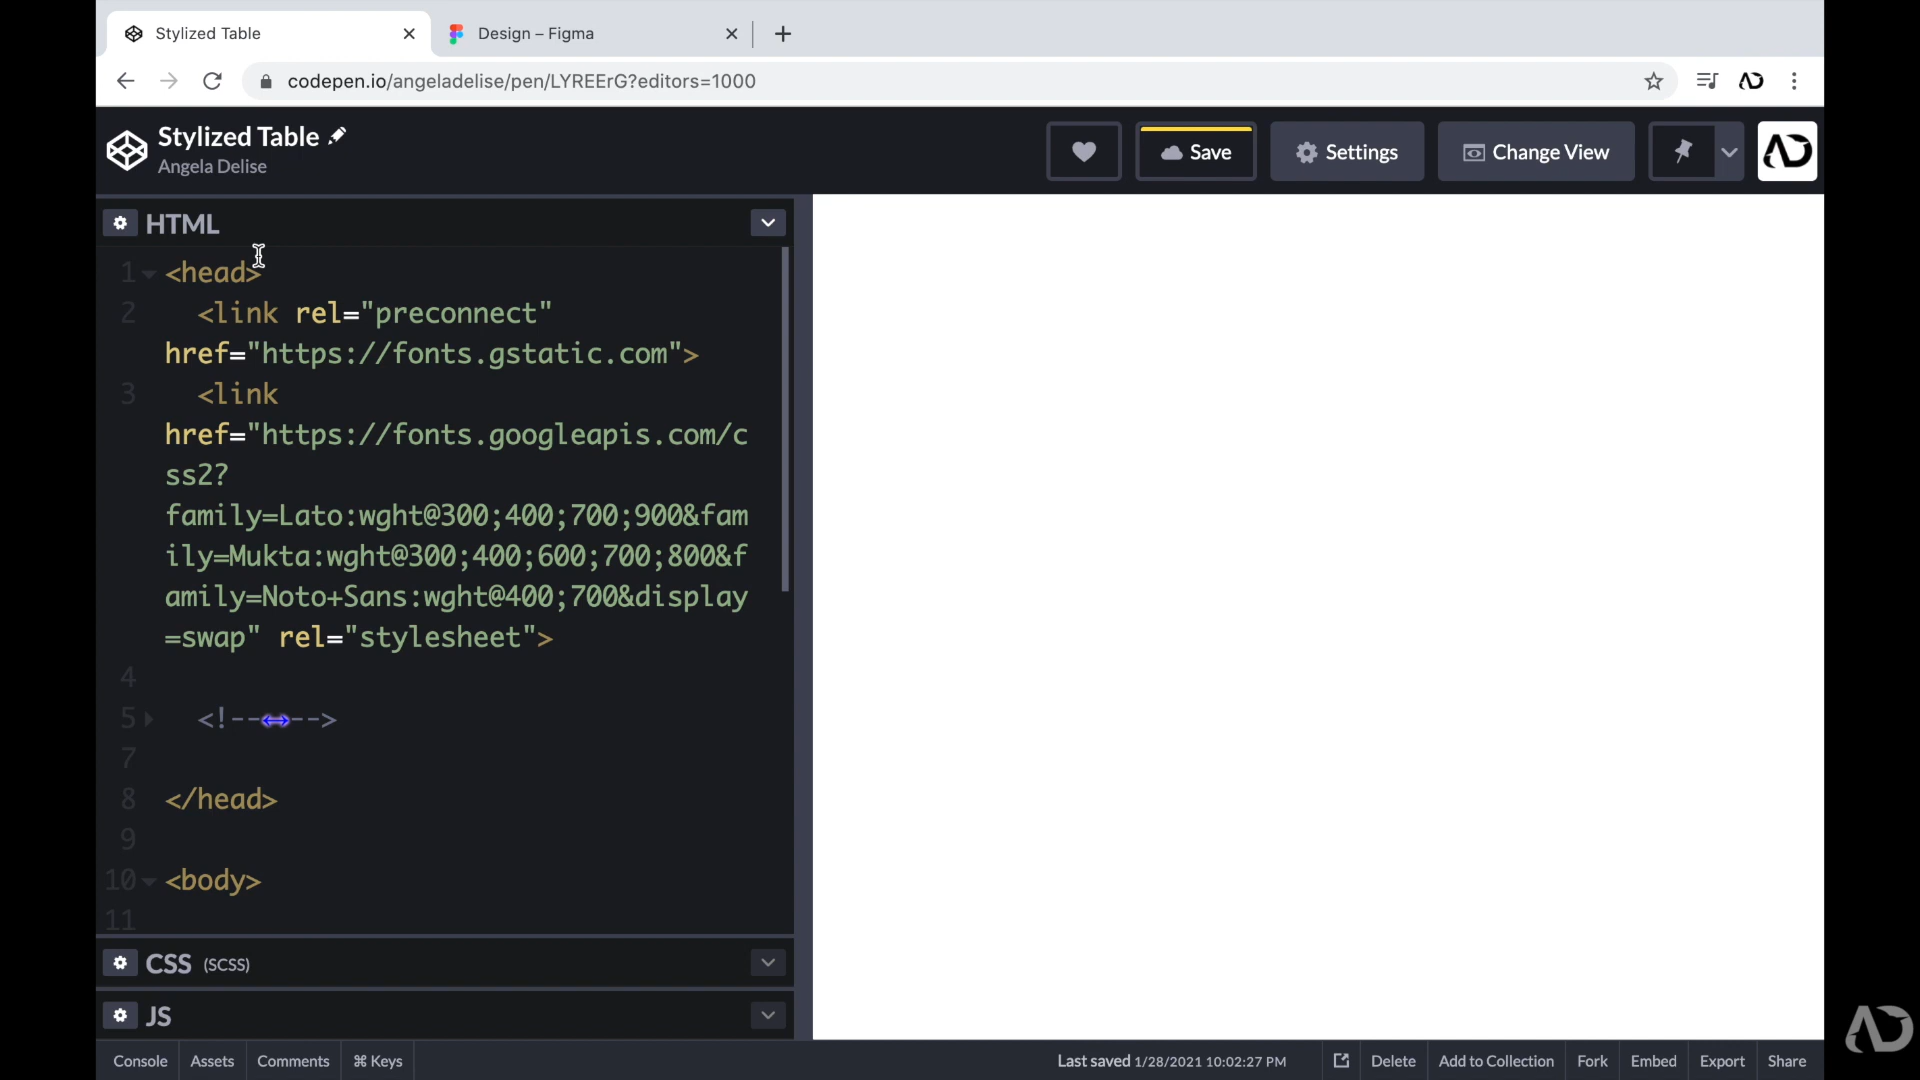 Stylized Table
Design – Figma
codepen.io/angeladelise/pen/LYREErG?editors=1000
Stylized Table
Angela Delise
Save
Settings
Change View
HTML
1 <head>
2 <link rel="preconnect"
href="https://fonts.gstatic.com">
3 <link
href="https://fonts.googleapis.com/c
ss2?
family=Lato:wght@300;400;700;900&fam
ily=Mukta:wght@300;400;600;700;800&f
amily=Noto+Sans:wght@400;700&display
=swap" rel="stylesheet">
4
5 <!--↔-->
7
8 </head>
9
10 <body>
11
CSS (SCSS)
JS
Console Assets Comments ⌘ Keys Last saved 1/28/2021 10:02:27 PM Delete Add to Collection Fork Embed Export Share